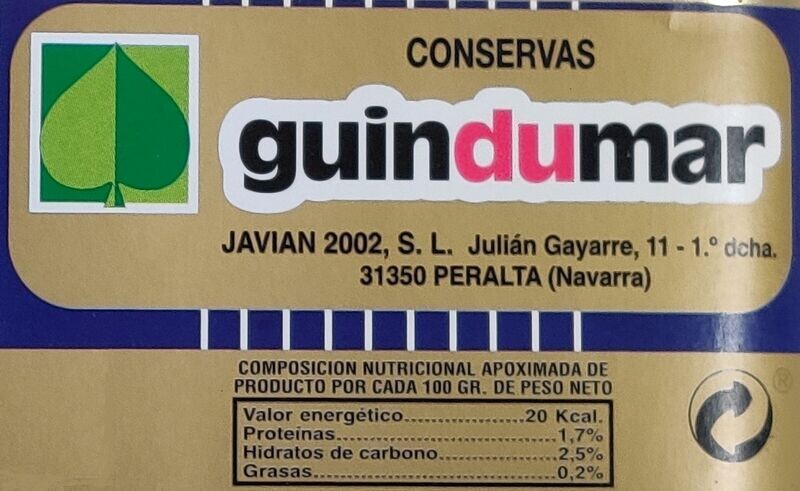 CONSERVAS
guindumar
JAVIAN 2002, S. L. Julián Gayarre, 11 - 1.º dcha.
31350 PERALTA (Navarra)
COMPOSICION NUTRICIONAL APOXIMADA DE
PRODUCTO POR CADA 100 GR. DE PESO NETO
Valor energético..................20 Kcal.
Proteínas...............................1,7%
Hidratos de carbono................2,5%
Grasas...................................0,2%
®